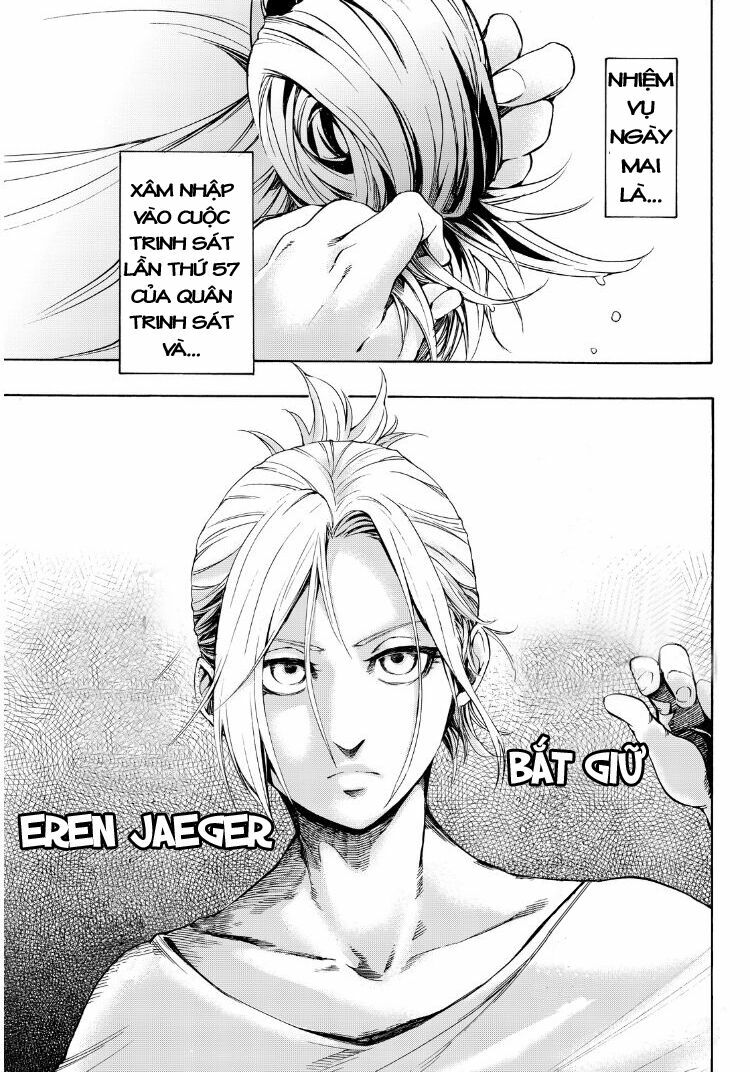 NHIỆM
VỤ
NGÀY
MAI
LÀ...
XÂM NHẬP
VÀO CUỘC
TRINH SÁT
LẦN THỨ 57
CỦA QUÂN
TRINH SÁT
VÀ...
BẮT GIỮ
EREN JAEGER